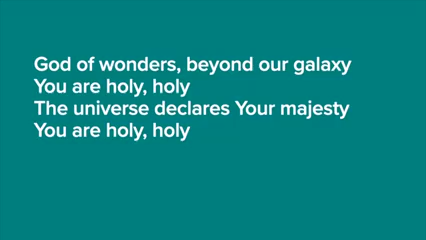 God of wonders, beyond our galaxy
You are holy, holy
The universe declares Your majesty
You are holy, holy